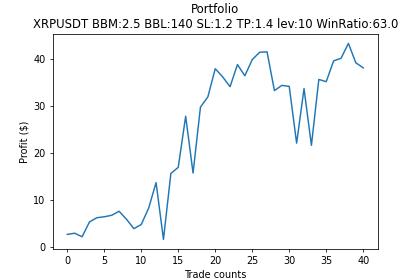 Portfolio
XRPUSDT BBM:2.5 BBL:140 SL:1.2 TP:1.4 lev:10 WinRatio:63.0
40
30
20
10
0
Profit ($)
0 5 10 15 20 25 30 35 40
Trade counts